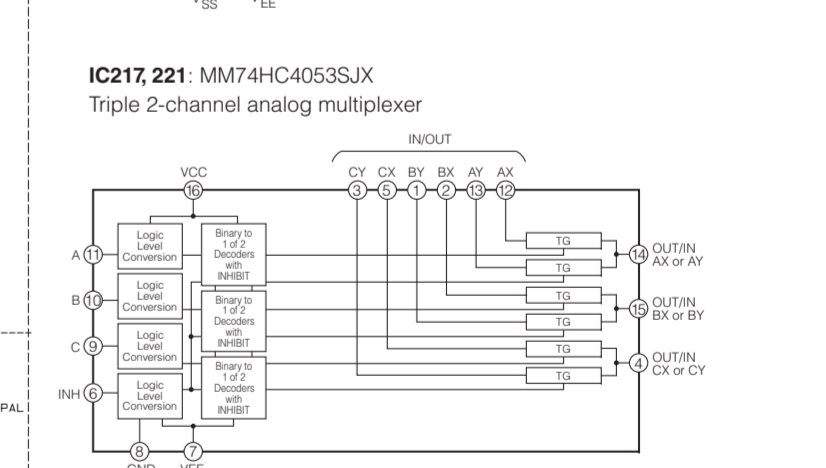 SS EE
IC217, 221: MM74HC4053SJX
Triple 2-channel analog multiplexer
IN/OUT
VCC CY CX BY BX AY AX
16 3 5 1 2 13 12
Logic
Level
Conversion
Binary to
1 of 2
Decoders
with
INHIBIT
A 11
TG
TG
14 OUT/IN
AX or AY
B 10
Logic
Level
Conversion
Binary to
1 of 2
Decoders
with
INHIBIT
TG
TG
15 OUT/IN
BX or BY
C 9
Logic
Level
Conversion
Binary to
1 of 2
Decoders
with
INHIBIT
TG
TG
4 OUT/IN
CX or CY
INH 6
Logic
Level
Conversion
PAL
8 7
GND VEE